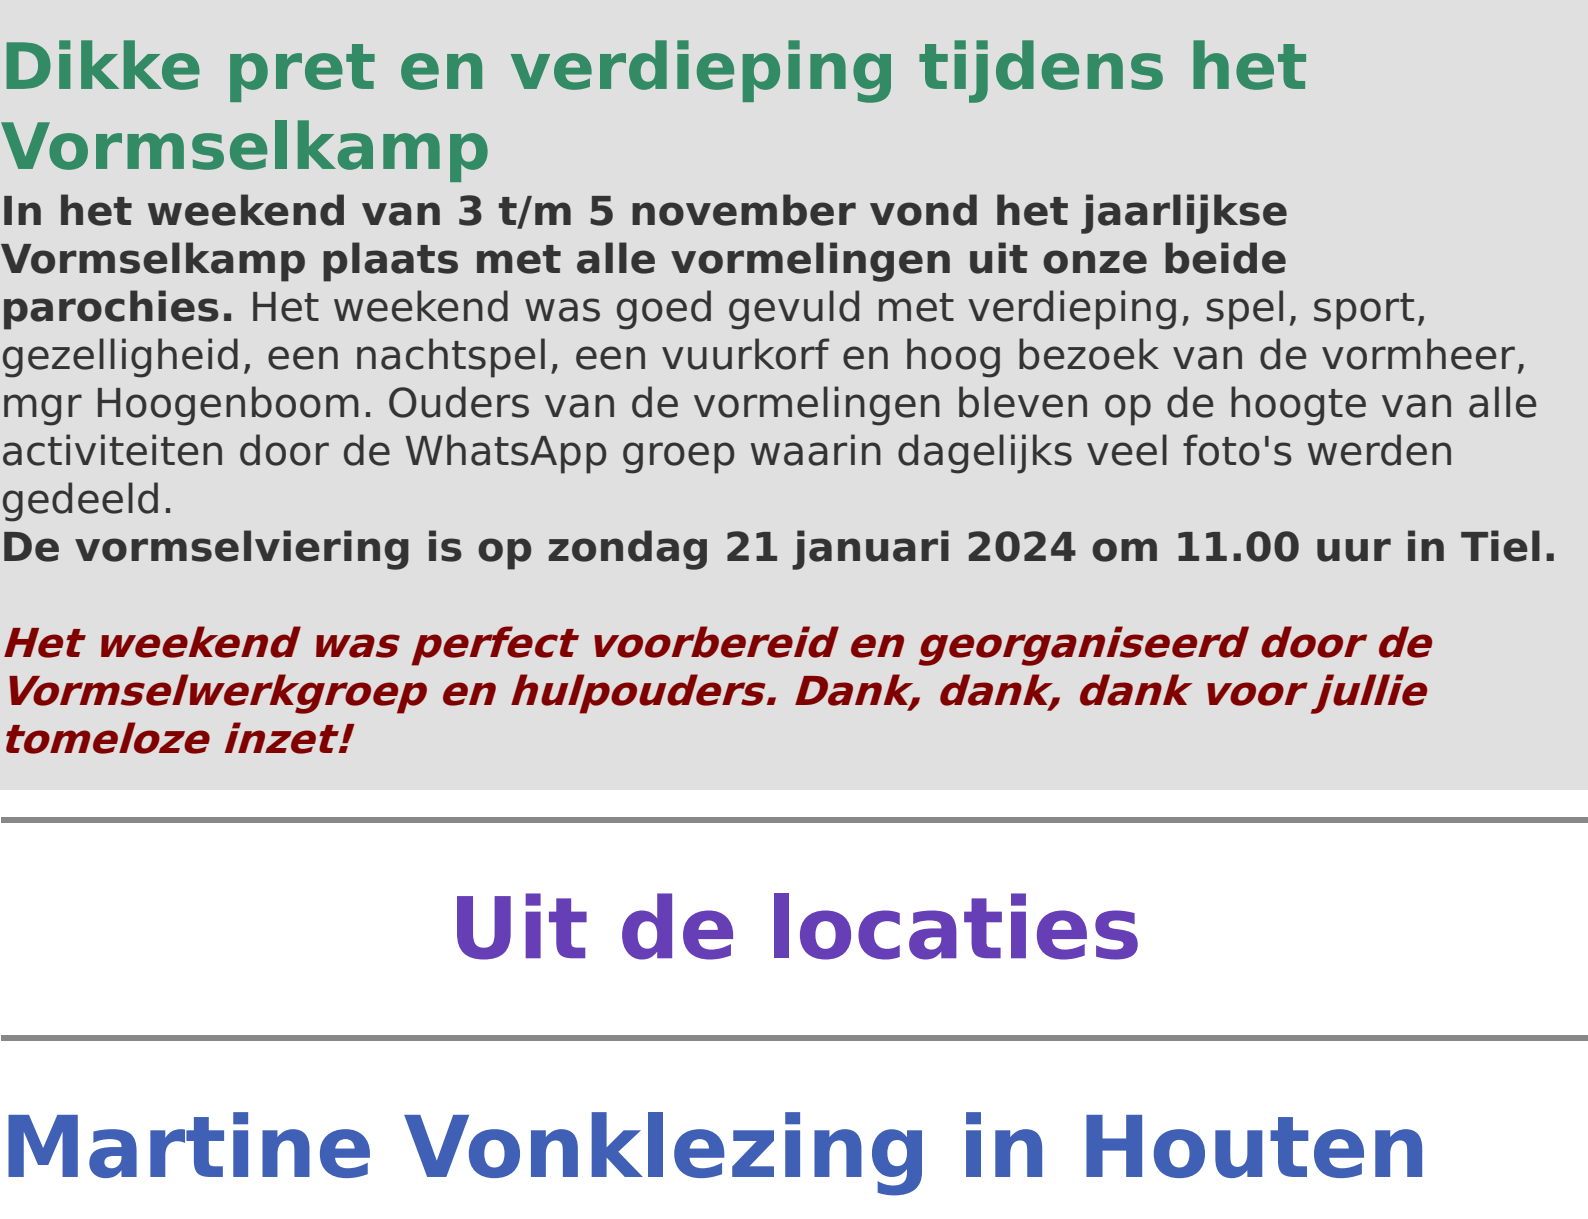 Dikke pret en verdieping tijdens het
Vormselkamp
In het weekend van 3 t/m 5 november vond het jaarlijkse
Vormselkamp plaats met alle vormelingen uit onze beide
parochies. Het weekend was goed gevuld met verdieping, spel, sport,
gezelligheid, een nachtspel, een vuurkorf en hoog bezoek van de vormheer,
mgr Hoogenboom. Ouders van de vormelingen bleven op de hoogte van alle
activiteiten door de WhatsApp groep waarin dagelijks veel foto's werden
gedeeld.
De vormselviering is op zondag 21 januari 2024 om 11.00 uur in Tiel.
Het weekend was perfect voorbereid en georganiseerd door de
Vormselwerkgroep en hulpouders. Dank, dank, dank voor jullie
tomeloze inzet!
Uit de locaties
Martine Vonklezing in Houten